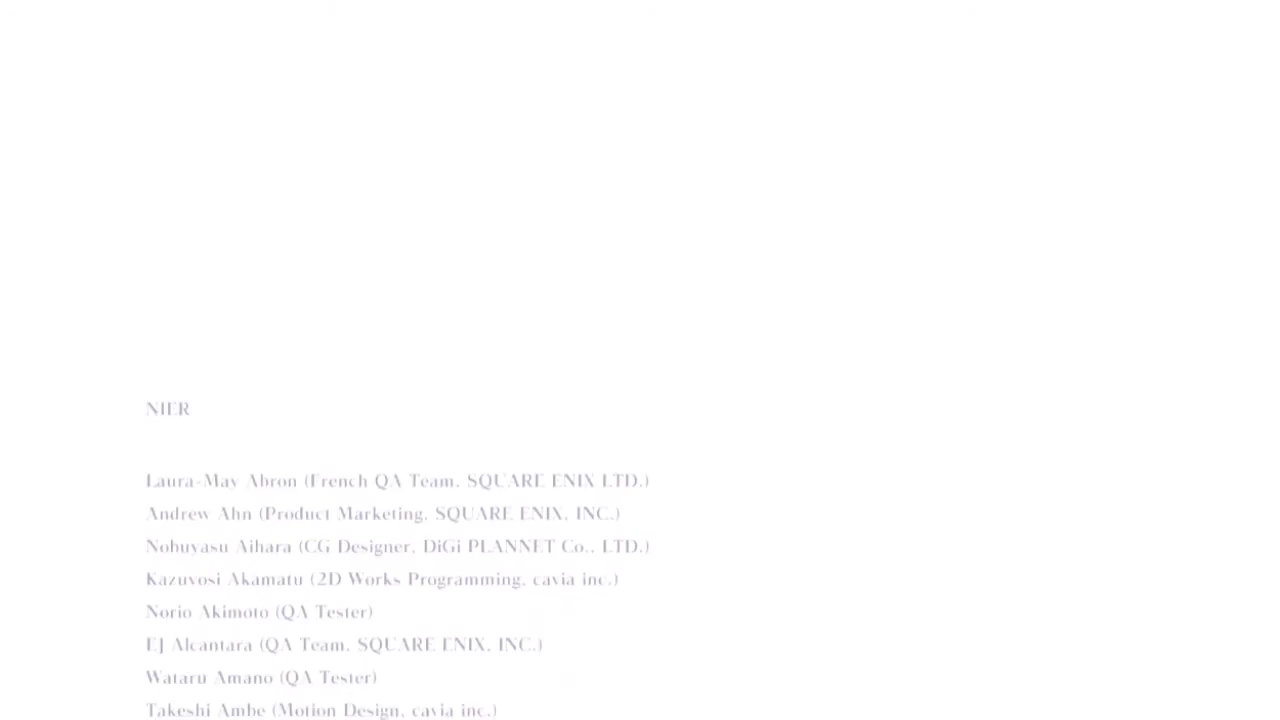 NIER
Laura-May Abron (French QA Team, SQUARE ENIX LTD.)
Andrew Ahn (Product Marketing, SQUARE ENIX, INC.)
Nobuyasu Aihara (CG Designer, DiGi PLANNET Co., LTD.)
Kazuyosi Akamatu (2D Works Programming, cavia inc.)
Norio Akimoto (QA Tester)
EJ Alcantara (QA Team, SQUARE ENIX, INC.)
Wataru Amano (QA Tester)
Takeshi Ambe (Motion Design, cavia inc.)